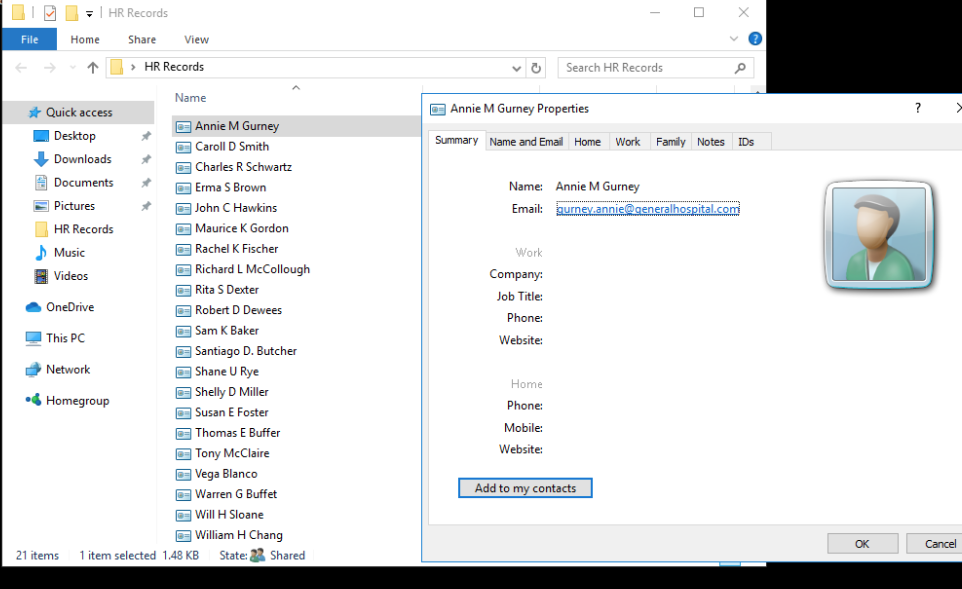 HR Records
File Home Share View
HR Records
Search HR Records
Quick access
Desktop
Downloads
Documents
Pictures
HR Records
Music
Videos
OneDrive
This PC
Network
Homegroup
Name
Annie M Gurney
Caroll D Smith
Charles R Schwartz
Erma S Brown
John C Hawkins
Maurice K Gordon
Rachel K Fischer
Richard L McCollough
Rita S Dexter
Robert D Dewees
Sam K Baker
Santiago D. Butcher
Shane U Rye
Shelly D Miller
Susan E Foster
Thomas E Buffer
Tony McClaire
Vega Blanco
Warren G Buffet
Will H Sloane
William H Chang
21 items 1 item selected 1.48 KB State: Shared
Annie M Gurney Properties
Summary Name and Email Home Work Family Notes IDs
Name: Annie M Gurney
Email: gurney.annie@generalhospital.com
Work
Company:
Job Title:
Phone:
Website:
Home
Phone:
Mobile:
Website:
Add to my contacts
OK Cancel